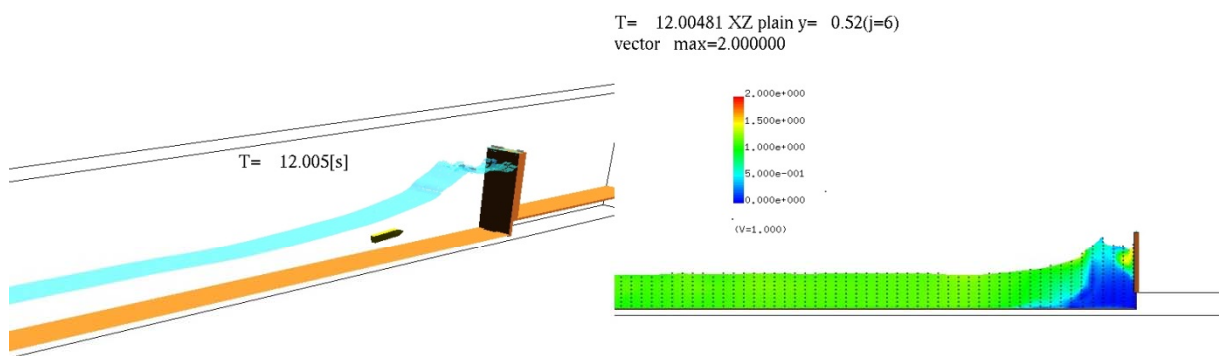 T= 12.005[s]
T= 12.00481 XZ plain y= 0.52(j=6)
vector max=2.000000
2.000e+000
1.500e+000
1.000e+000
5.000e-001
0.000e+000
(V=1.000)